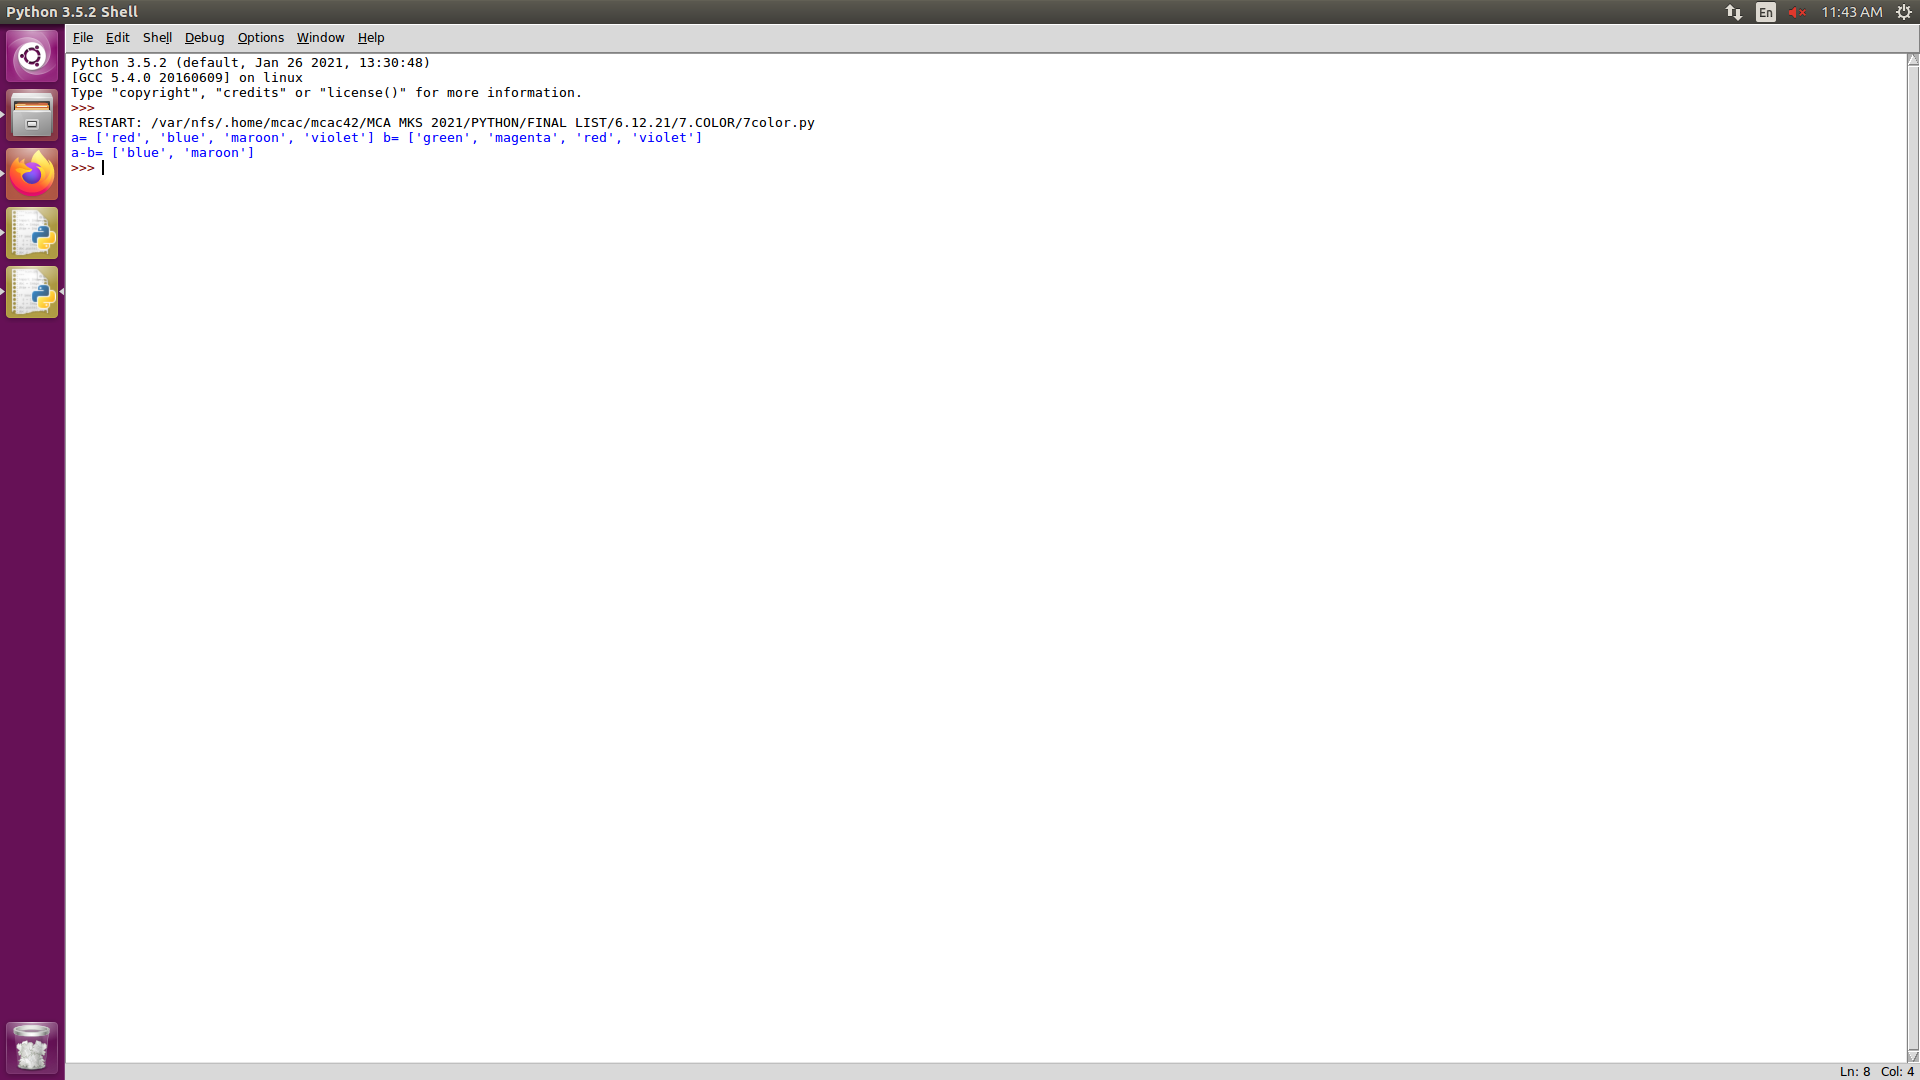 Python 3.5.2 Shell
En
11:43 AM
File Edit Shell Debug Options Window Help
Python 3.5.2 (default, Jan 26 2021, 13:30:48)
[GCC 5.4.0 20160609] on linux
Type "copyright", "credits" or "license()" for more information.
>>>
 RESTART: /var/nfs/.home/mcac/mcac42/MCA MKS 2021/PYTHON/FINAL LIST/6.12.21/7.COLOR/7color.py
a= ['red', 'blue', 'maroon', 'violet'] b= ['green', 'magenta', 'red', 'violet']
a-b= ['blue', 'maroon']
>>>
Ln: 8 Col: 4